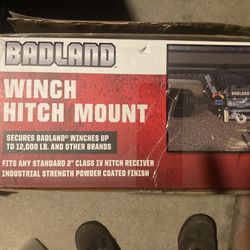 BADLAND
WINCH
HITCH MOUNT
SECURES BADLAND® WINCHES UP
TO 12,000 LB. AND OTHER BRANDS
FITS ANY STANDARD 2" CLASS IV HITCH RECEIVER
INDUSTRIAL STRENGTH POWDER COATED FINISH